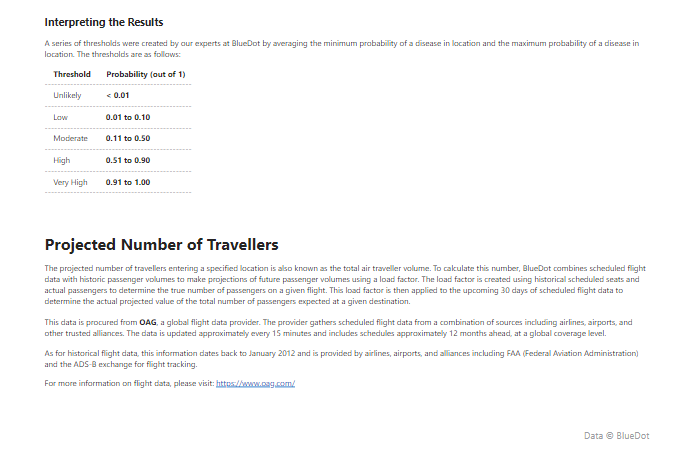 Interpreting the Results
A series of thresholds were created by our experts at BlueDot by averaging the minimum probability of a disease in location and the maximum probability of a disease in
location. The thresholds are as follows:
Threshold Probability (out of 1)
Unlikely < 0.01
Low 0.01 to 0.10
Moderate 0.11 to 0.50
High 0.51 to 0.90
Very High 0.91 to 1.00
Projected Number of Travellers
The projected number of travellers entering a specified location is also known as the total air traveller volume. To calculate this number, BlueDot combines scheduled flight
data with historic passenger volumes to make projections of future passenger volumes using a load factor. The load factor is created using historical scheduled seats and
actual passengers to determine the true number of passengers on a given flight. This load factor is then applied to the upcoming 30 days of scheduled flight data to
determine the actual projected value of the total number of passengers expected at a given destination.
This data is procured from OAG, a global flight data provider. The provider gathers scheduled flight data from a combination of sources including airlines, airports, and
other trusted alliances. The data is updated approximately every 15 minutes and includes schedules approximately 12 months ahead, at a global coverage level.
As for historical flight data, this information dates back to January 2012 and is provided by airlines, airports, and alliances including FAA (Federal Aviation Administration)
and the ADS-B exchange for flight tracking.
For more information on flight data, please visit: https://www.oag.com/
Data © BlueDot